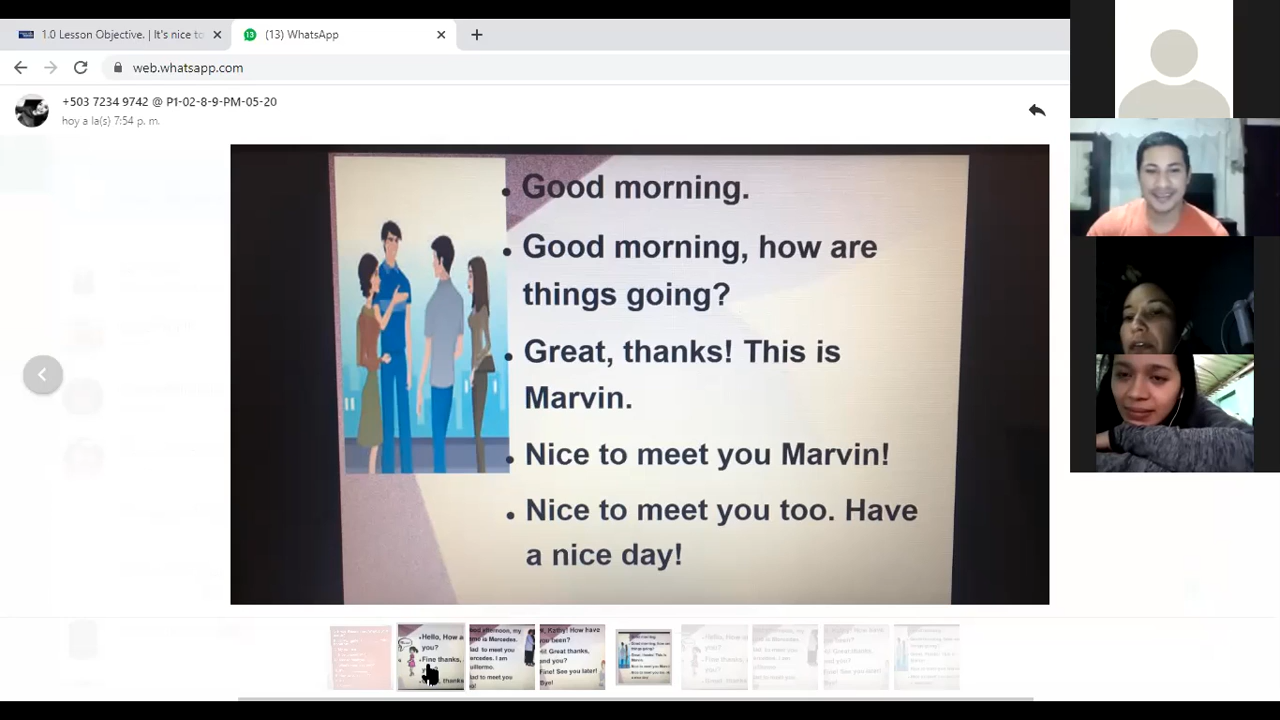 1.0 Lesson Objective. | It's nice to
(13) WhatsApp
web.whatsapp.com
+503 7234 9742 @ P1-02-8-9-PM-05-20
hoy a la(s) 7:54 p. m.
• Good morning.
• Good morning, how are
things going?
• Great, thanks! This is
Marvin.
• Nice to meet you Marvin!
• Nice to meet you too. Have
a nice day!